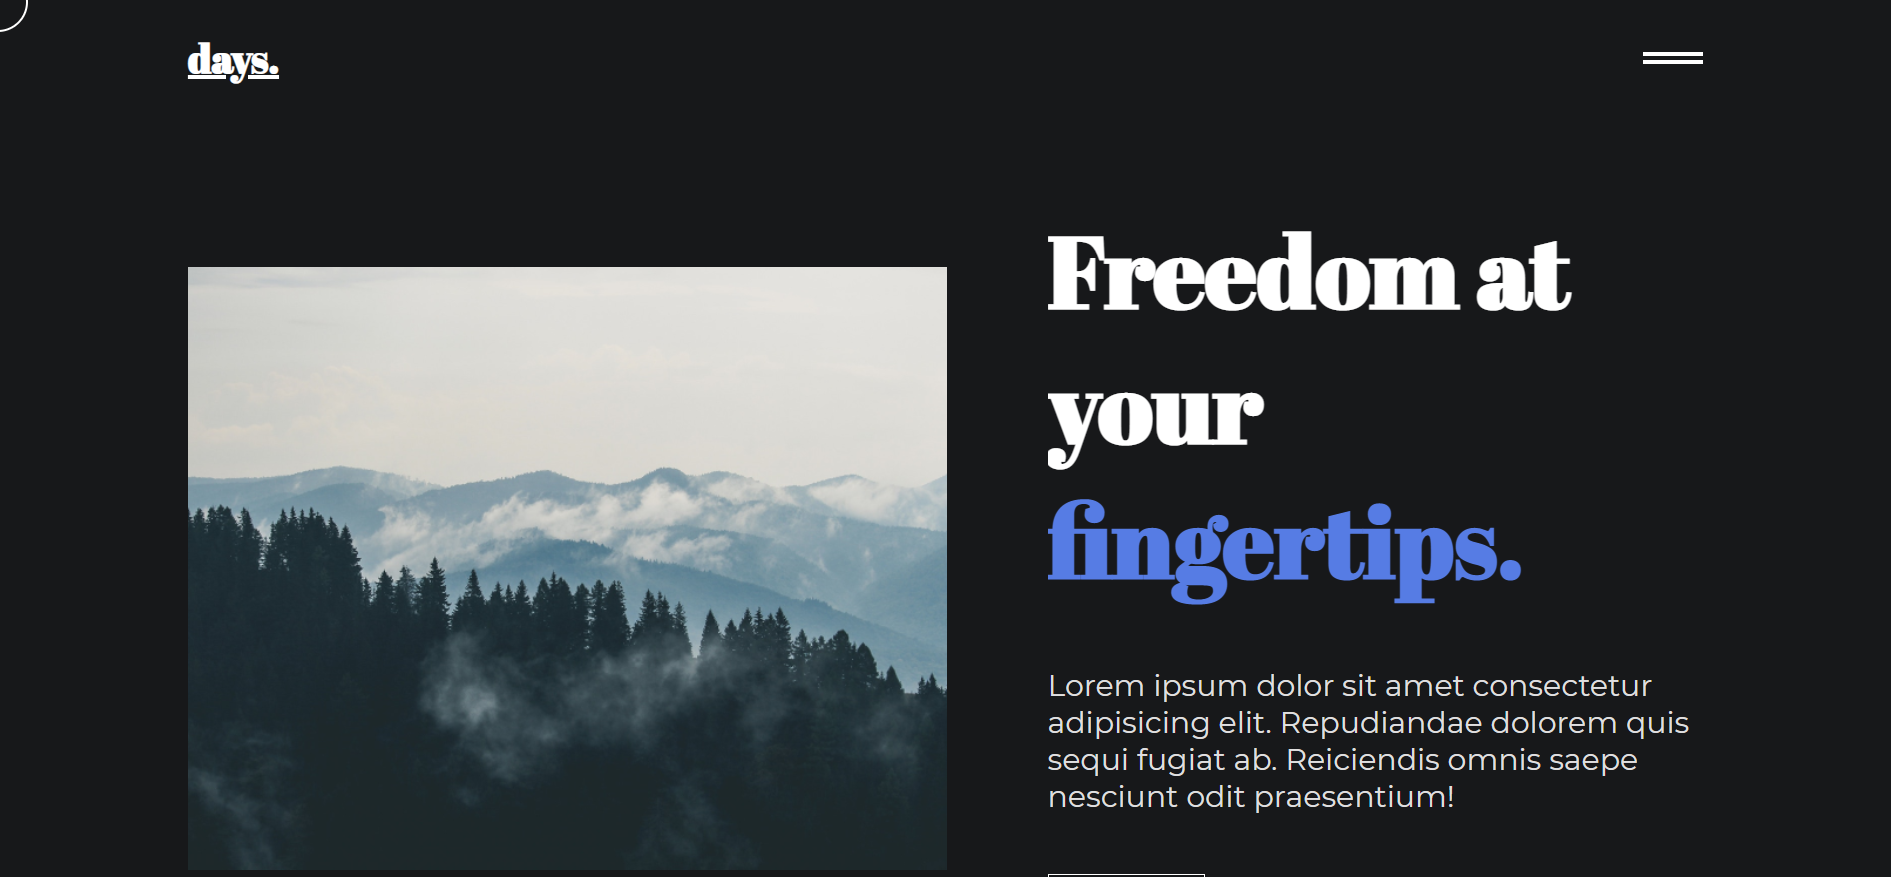 days.
Freedom at
your
fingertips.
Lorem ipsum dolor sit amet consectetur
adipisicing elit. Repudiandae dolorem quis
sequi fugiat ab. Reiciendis omnis saepe
nesciunt odit praesentium!